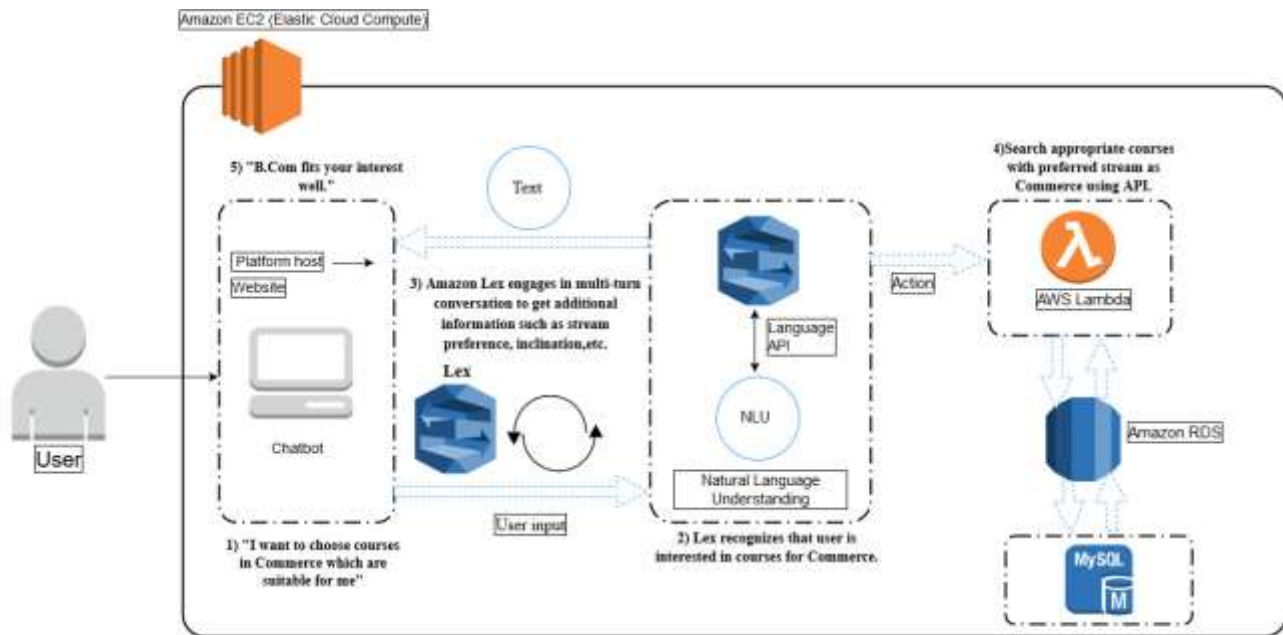 Amazon EC2 (Elastic Cloud Compute)
5) "B.Com fits your interest
well."
Text
4)Search appropriate courses
with preferred stream as
Commerce using API.
Platform host
Website
3) Amazon Lex engages in multi-turn
conversation to get additional
information such as stream
preference, inclination,etc.
Lex
Action
AWS Lambda
Language
API
NLU
Natural Language
Understanding
Amazon RDS
Chatbot
User
User input
1) "I want to choose courses
in Commerce which are
suitable for me"
2) Lex recognizes that user is
interested in courses for Commerce.
MySQL
M